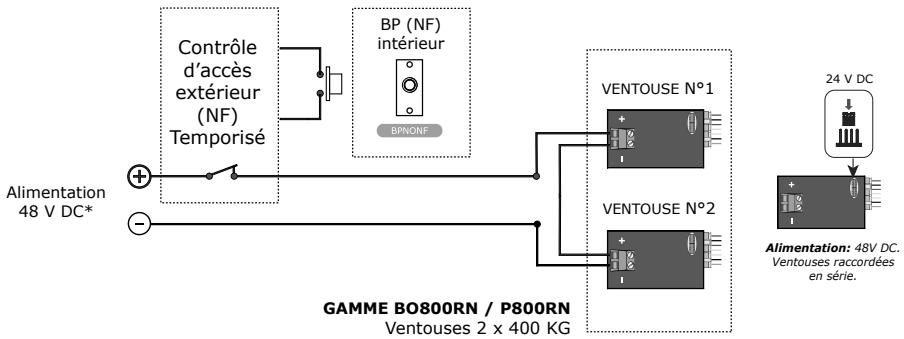 Contrôle
d'accès
extérieur
(NF)
Temporisé
BP (NF)
intérieur
BPNONF
Alimentation
48 V DC*
+
-
VENTOUSE N°1
+
-
VENTOUSE N°2
+
-
GAMME BO800RN / P800RN
Ventouses 2 x 400 KG
24 V DC
+
-
Alimentation: 48V DC.
Ventouses raccordées
en série.